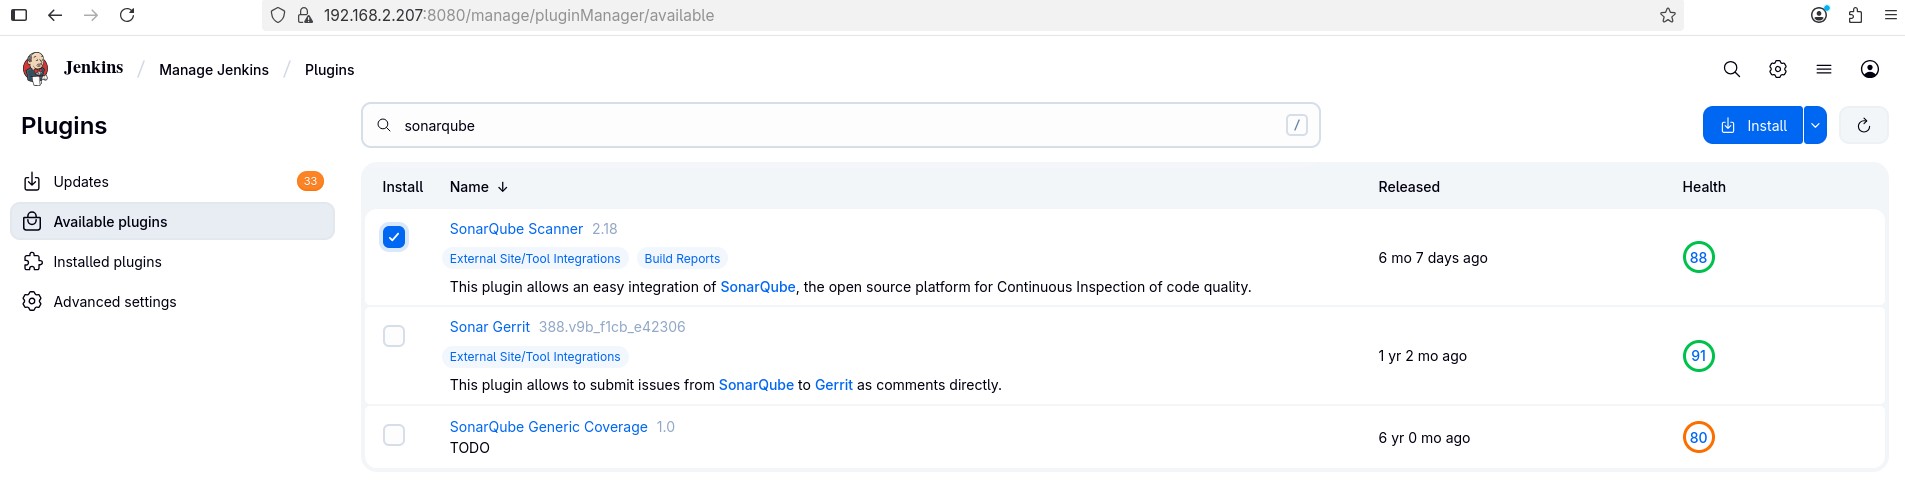 192.168.2.207:8080/manage/pluginManager/available
Jenkins / Manage Jenkins / Plugins
Plugins
sonarqube /
Install
Updates 33
Available plugins
Installed plugins
Advanced settings
Install Name ↓ Released Health
SonarQube Scanner 2.18
External Site/Tool Integrations Build Reports
This plugin allows an easy integration of SonarQube, the open source platform for Continuous Inspection of code quality.
6 mo 7 days ago
88
Sonar Gerrit 388.v9b_f1cb_e42306
External Site/Tool Integrations
This plugin allows to submit issues from SonarQube to Gerrit as comments directly.
1 yr 2 mo ago
91
SonarQube Generic Coverage 1.0
TODO
6 yr 0 mo ago
80